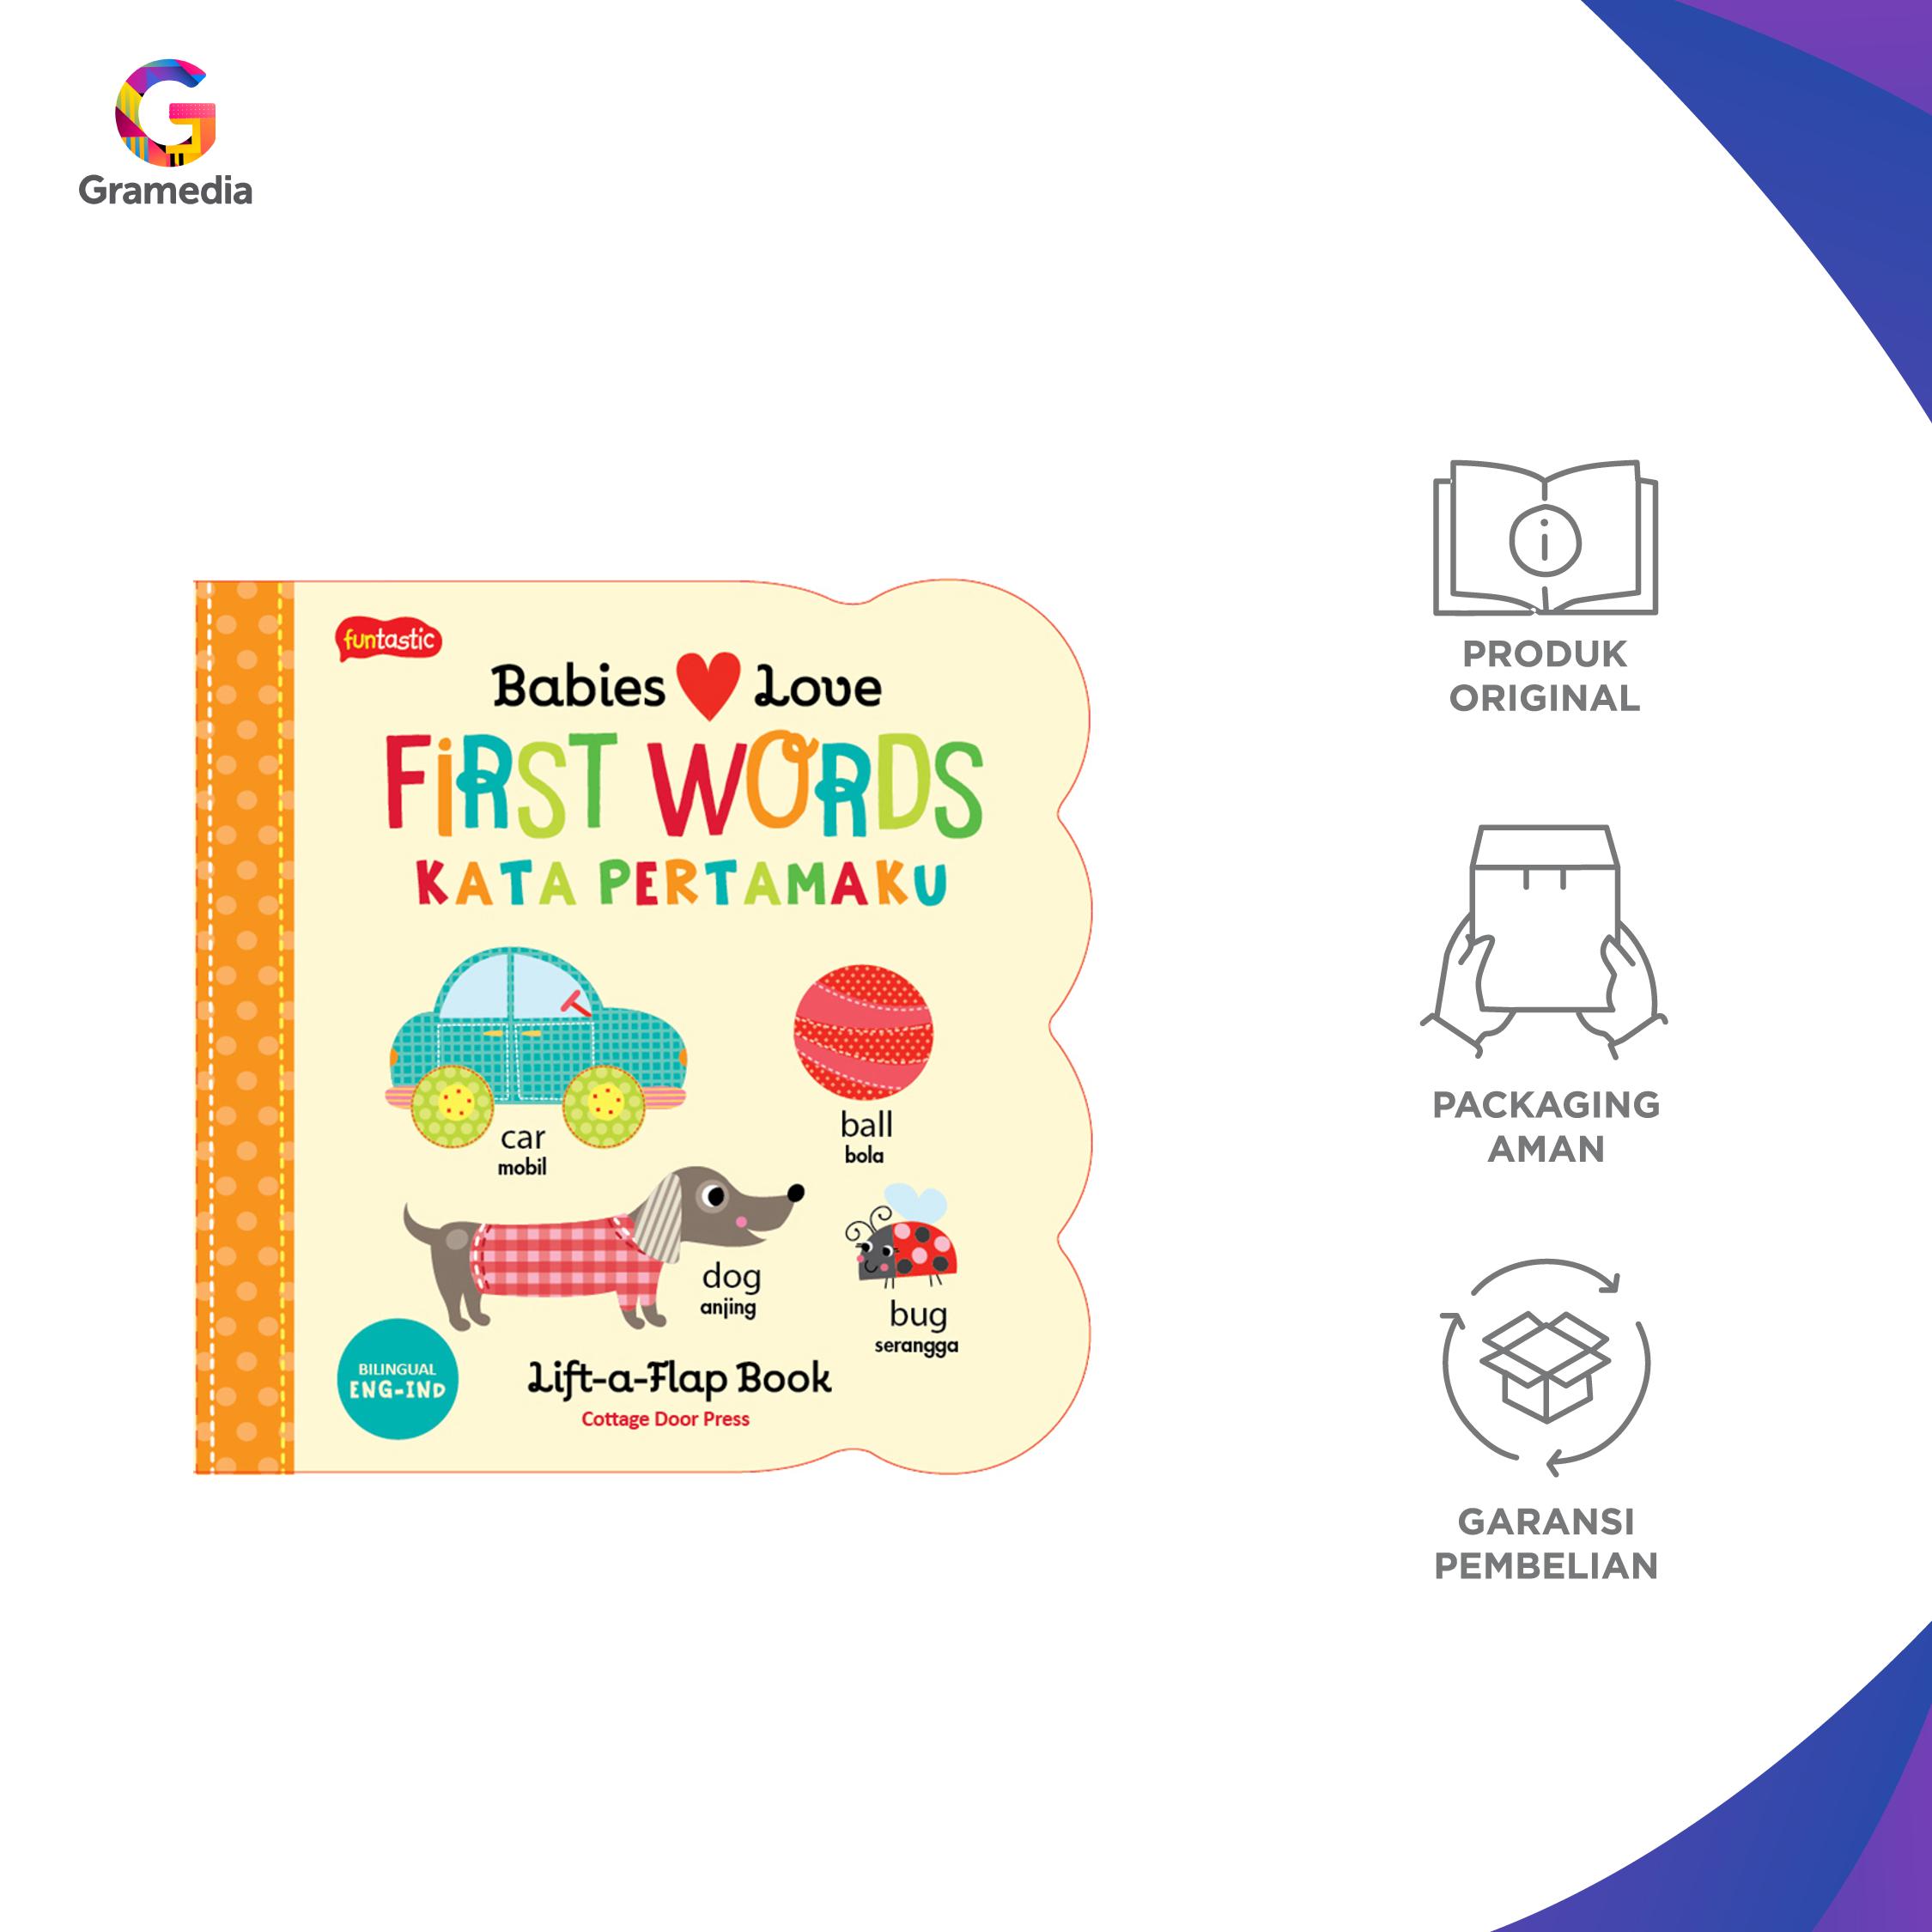 Gramedia
funtastic
Babies Love
FiRST WORDS
KATA PERTAMAKU
car
mobil
ball
bola
dog
anjing
bug
serangga
BILINGUAL
ENG-IND
Lift-a-Flap Book
Cottage Door Press
PRODUK
ORIGINAL
PACKAGING
AMAN
GARANSI
PEMBELIAN